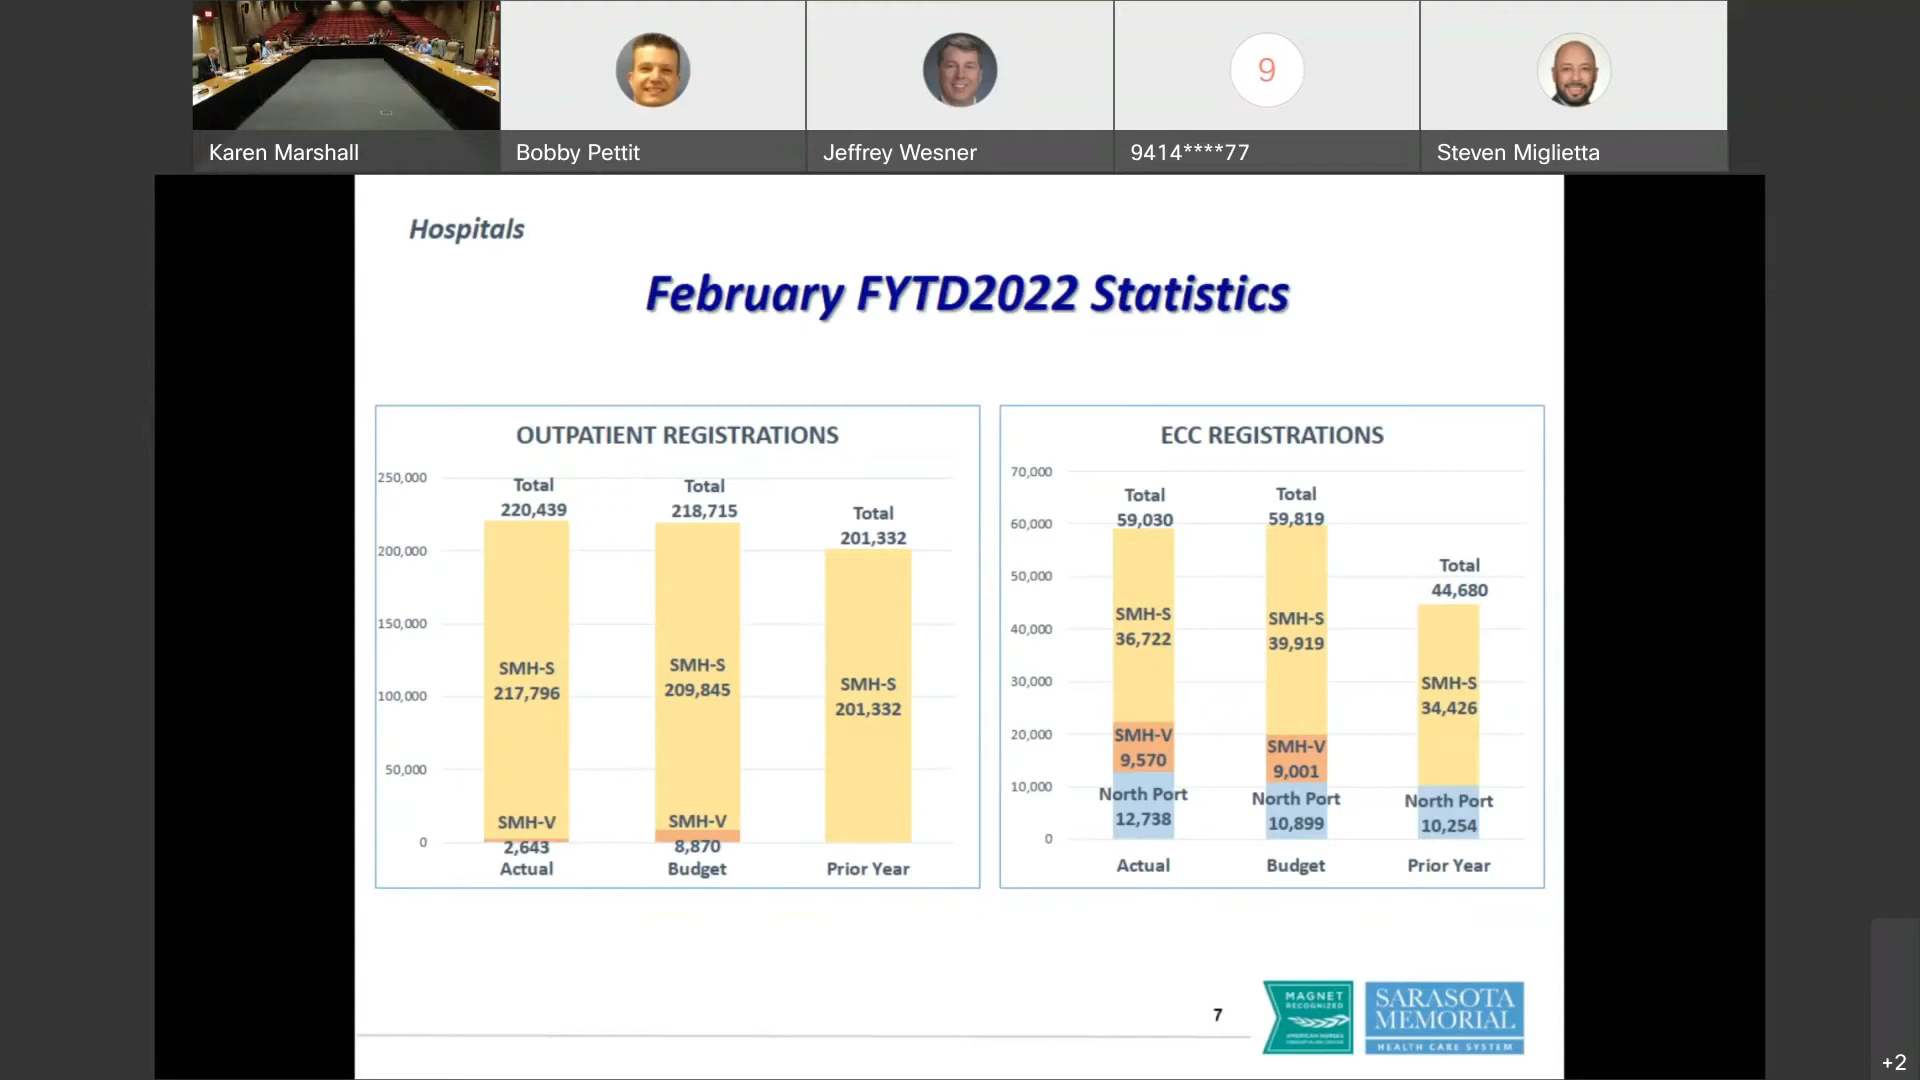 Karen Marshall
Bobby Pettit
Jeffrey Wesner
9
9414****77
Steven Miglietta
Hospitals
February FYTD2022 Statistics
OUTPATIENT REGISTRATIONS
250,000
200,000
150,000
100,000
50,000
0
Total
220,439
SMH-S
217,796
SMH-V
2,643
Actual
Total
218,715
SMH-S
209,845
SMH-V
8,870
Budget
Total
201,332
SMH-S
201,332
Prior Year
ECC REGISTRATIONS
70,000
60,000
50,000
40,000
30,000
20,000
10,000
0
Total
59,030
SMH-S
36,722
SMH-V
9,570
North Port
12,738
Actual
Total
59,819
SMH-S
39,919
SMH-V
9,001
North Port
10,899
Budget
Total
44,680
SMH-S
34,426
North Port
10,254
Prior Year
7
MAGNET
RECOGNIZED
SARASOTA
MEMORIAL
HEALTH CARE SYSTEM
+2